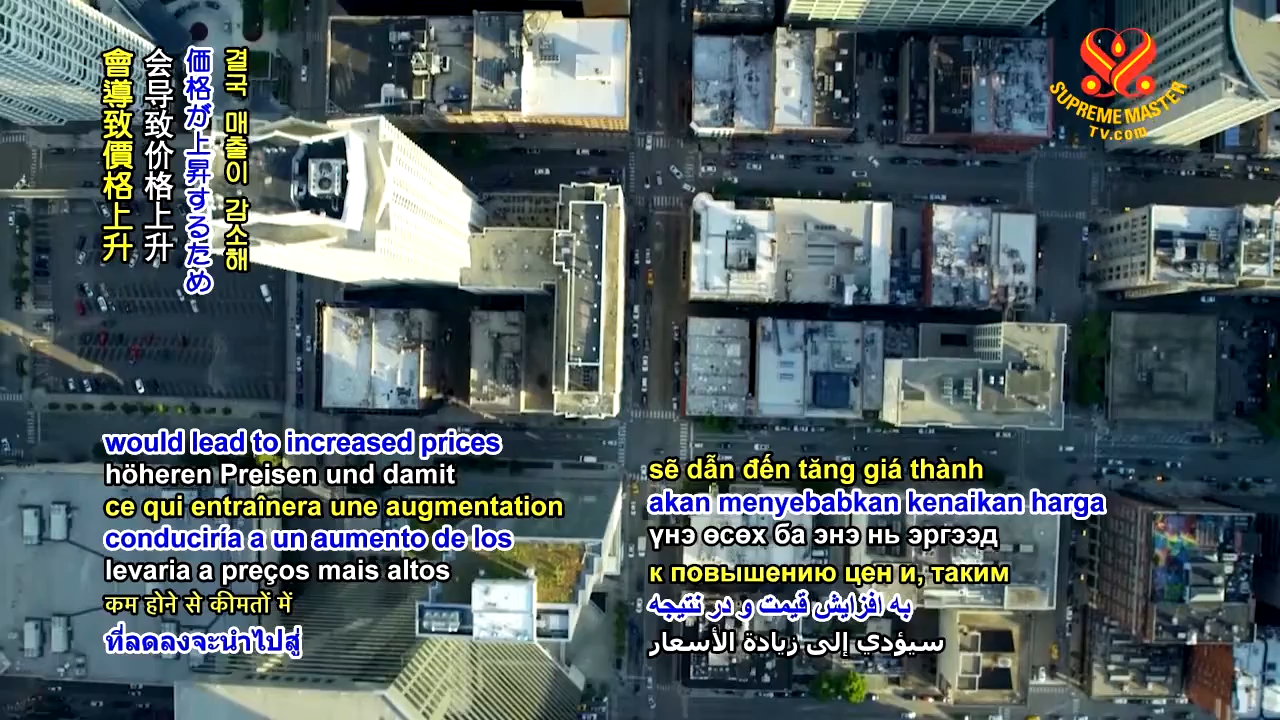 결국 매출이 감소해
価格が上昇するため
会导致价格上升
會導致價格上升
SUPREME MASTER
TV.com
would lead to increased prices
höheren Preisen und damit
ce qui entraînera une augmentation
conduciría a un aumento de los
levaria a preços mais altos
कम होने से कीमतों में
ที่ลดลงจะนำไปสู่
sẽ dẫn đến tăng giá thành
akan menyebabkan kenaikan harga
үнэ өсөх ба энэ нь эргээд
к повышению цен и, таким
به افزایش قیمت و در نتیجه
سيؤدي إلى زيادة الأسعار